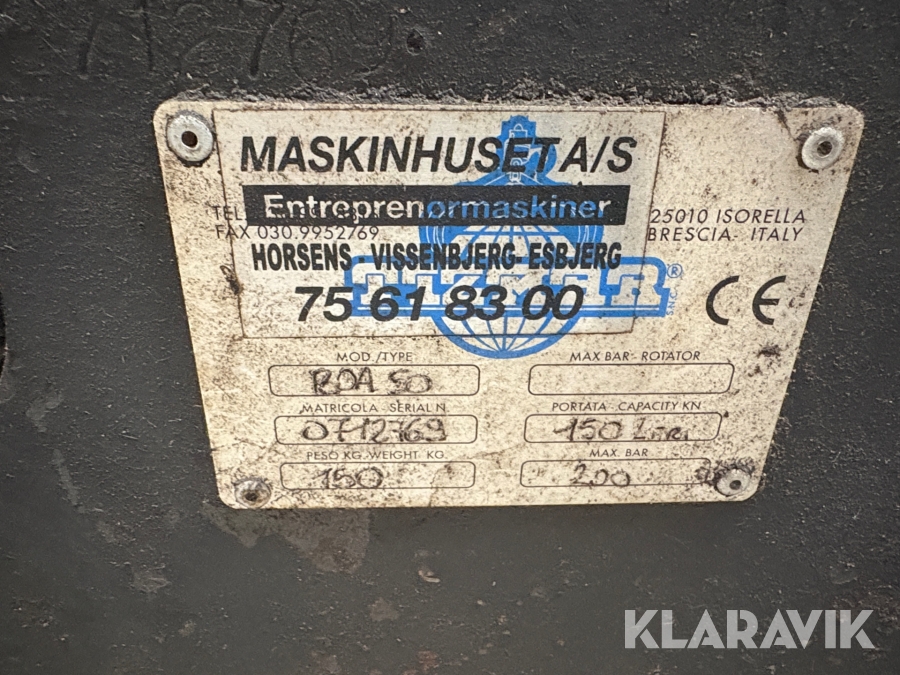 712769
MASKINHUSET A/S
Entreprenørmaskiner
TEL.
FAX 030.9952769
25010 ISORELLA
BRESCIA - ITALY
HORSENS - VISSENBJERG - ESBJERG
75 61 83 00
®
S.N.C.
CE
MOD./TYPE
MAX BAR - ROTATOR
MATRICOLA - SERIAL N.
PORTATA - CAPACITY KN
0712769
150
PESO KG. - WEIGHT KG.
MAX. BAR
150
200
KLARAVIK